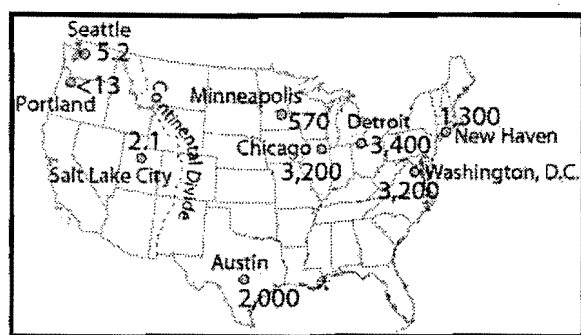 Seattle
5.2
<13
Portland
Continental Divide
Minneapolis
570
Detroit
3,400
1,300
New Haven
2.1
Salt Lake City
Chicago
3,200
Washington, D.C.
3,200
Austin
2,000